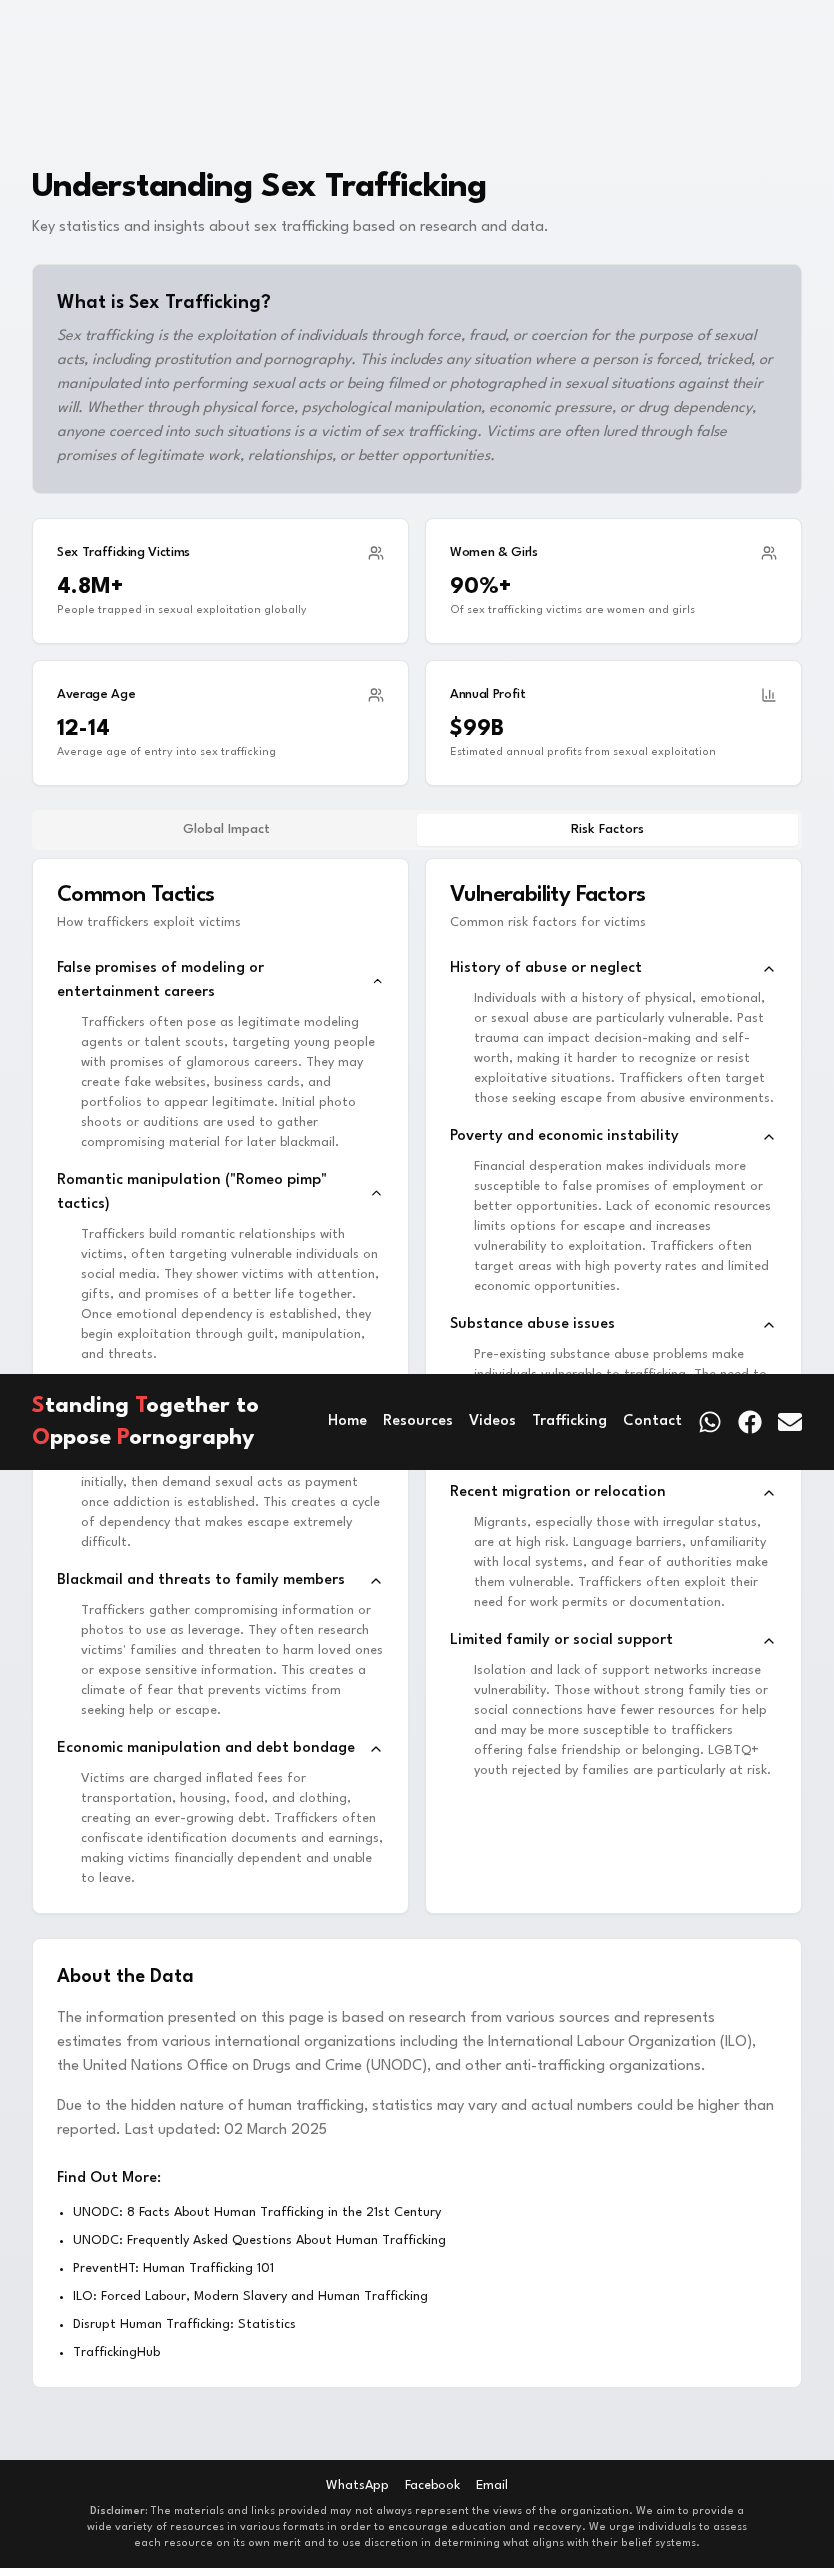 Understanding Sex Trafficking
Key statistics and insights about sex trafficking based on research and data.
What is Sex Trafficking?
Sex trafficking is the exploitation of individuals through force, fraud, or coercion for the purpose of sexual
acts, including prostitution and pornography. This includes any situation where a person is forced, tricked, or
manipulated into performing sexual acts or being filmed or photographed in sexual situations against their
will. Whether through physical force, psychological manipulation, economic pressure, or drug dependency,
anyone coerced into such situations is a victim of sex trafficking. Victims are often lured through false
promises of legitimate work, relationships, or better opportunities.
Sex Trafficking Victims
4.8M+
People trapped in sexual exploitation globally
Women & Girls
90%+
Of sex trafficking victims are women and girls
Average Age
12-14
Average age of entry into sex trafficking
Annual Profit
$99B
Estimated annual profits from sexual exploitation
Global Impact
Risk Factors
Common Tactics
How traffickers exploit victims
False promises of modeling or
entertainment careers
Traffickers often pose as legitimate modeling
agents or talent scouts, targeting young people
with promises of glamorous careers. They may
create fake websites, business cards, and
portfolios to appear legitimate. Initial photo
shoots or auditions are used to gather
compromising material for later blackmail.
Romantic manipulation ("Romeo pimp"
tactics)
Traffickers build romantic relationships with
victims, often targeting vulnerable individuals on
social media. They shower victims with attention,
gifts, and promises of a better life together.
Once emotional dependency is established, they
begin exploitation through guilt, manipulation,
and threats.
Vulnerability Factors
Common risk factors for victims
History of abuse or neglect
Individuals with a history of physical, emotional,
or sexual abuse are particularly vulnerable. Past
trauma can impact decision-making and self-
worth, making it harder to recognize or resist
exploitative situations. Traffickers often target
those seeking escape from abusive environments.
Poverty and economic instability
Financial desperation makes individuals more
susceptible to false promises of employment or
better opportunities. Lack of economic resources
limits options for escape and increases
vulnerability to exploitation. Traffickers often
target areas with high poverty rates and limited
economic opportunities.
Substance abuse issues
Pre-existing substance abuse problems make
individuals vulnerable to trafficking. The need to
Standing Together to
Oppose Pornography
Home Resources Videos Trafficking Contact
initially, then demand sexual acts as payment
once addiction is established. This creates a cycle
of dependency that makes escape extremely
difficult.
Blackmail and threats to family members
Traffickers gather compromising information or
photos to use as leverage. They often research
victims' families and threaten to harm loved ones
or expose sensitive information. This creates a
climate of fear that prevents victims from
seeking help or escape.
Economic manipulation and debt bondage
Victims are charged inflated fees for
transportation, housing, food, and clothing,
creating an ever-growing debt. Traffickers often
confiscate identification documents and earnings,
making victims financially dependent and unable
to leave.
Recent migration or relocation
Migrants, especially those with irregular status,
are at high risk. Language barriers, unfamiliarity
with local systems, and fear of authorities make
them vulnerable. Traffickers often exploit their
need for work permits or documentation.
Limited family or social support
Isolation and lack of support networks increase
vulnerability. Those without strong family ties or
social connections have fewer resources for help
and may be more susceptible to traffickers
offering false friendship or belonging. LGBTQ+
youth rejected by families are particularly at risk.
About the Data
The information presented on this page is based on research from various sources and represents
estimates from various international organizations including the International Labour Organization (ILO),
the United Nations Office on Drugs and Crime (UNODC), and other anti-trafficking organizations.
Due to the hidden nature of human trafficking, statistics may vary and actual numbers could be higher than
reported. Last updated: 02 March 2025
Find Out More:
• UNODC: 8 Facts About Human Trafficking in the 21st Century
• UNODC: Frequently Asked Questions About Human Trafficking
• PreventHT: Human Trafficking 101
• ILO: Forced Labour, Modern Slavery and Human Trafficking
• Disrupt Human Trafficking: Statistics
• TraffickingHub
WhatsApp Facebook Email
Disclaimer: The materials and links provided may not always represent the views of the organization. We aim to provide a
wide variety of resources in various formats in order to encourage education and recovery. We urge individuals to assess
each resource on its own merit and to use discretion in determining what aligns with their belief systems.